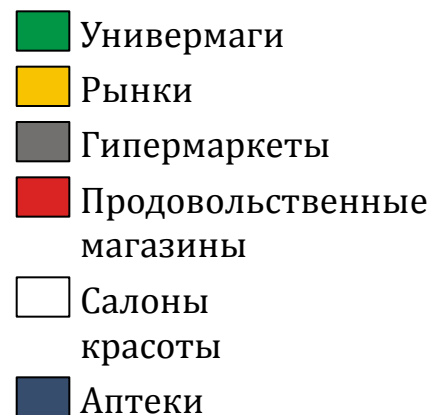 Универмаги
Рынки
Гипермаркеты
Продовольственные
магазины
Салоны
красоты
Аптеки